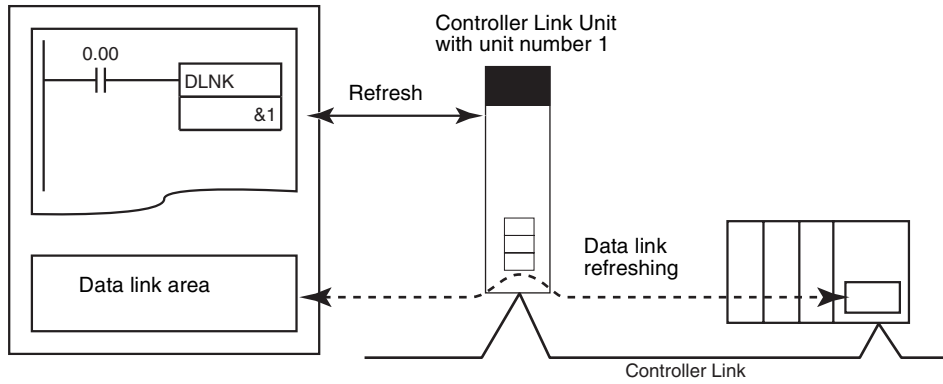 Controller Link Unit
with unit number 1
0.00
DLNK
&1
Refresh
Data link
refreshing
Data link area
Controller Link